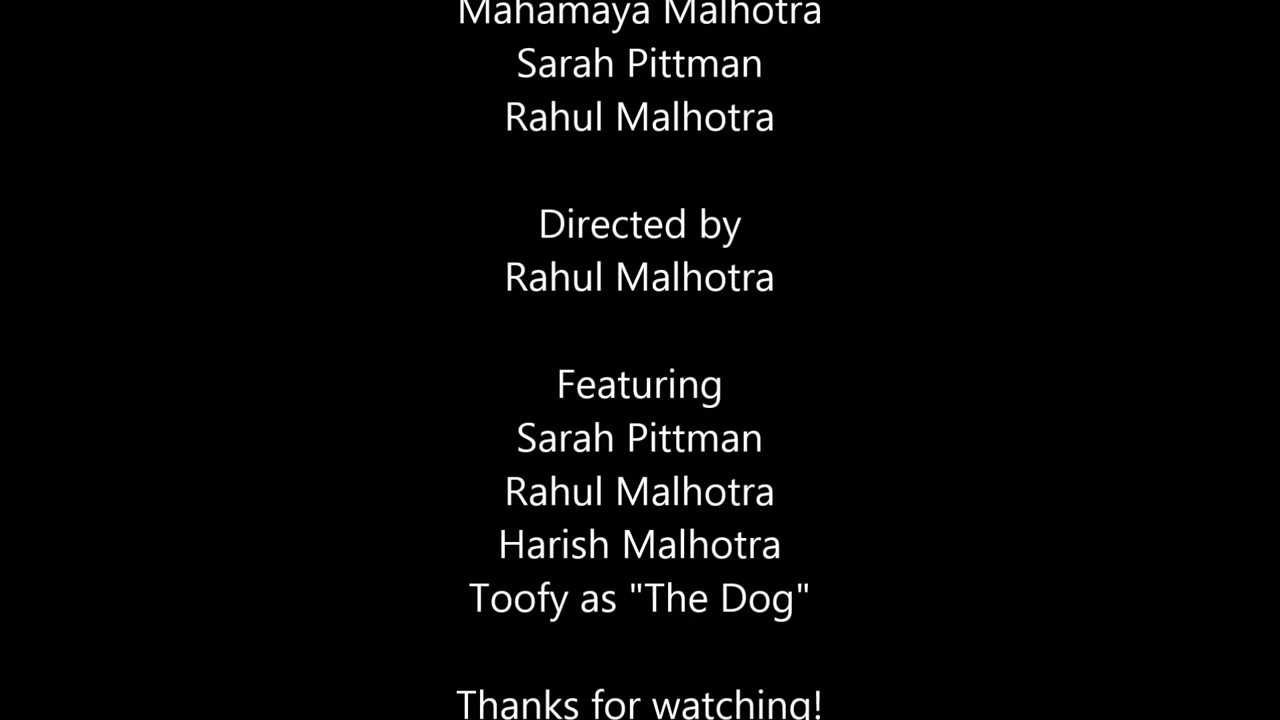 Mahamaya Malhotra
Sarah Pittman
Rahul Malhotra
Directed by
Rahul Malhotra
Featuring
Sarah Pittman
Rahul Malhotra
Harish Malhotra
Toofy as "The Dog"
Thanks for watching!